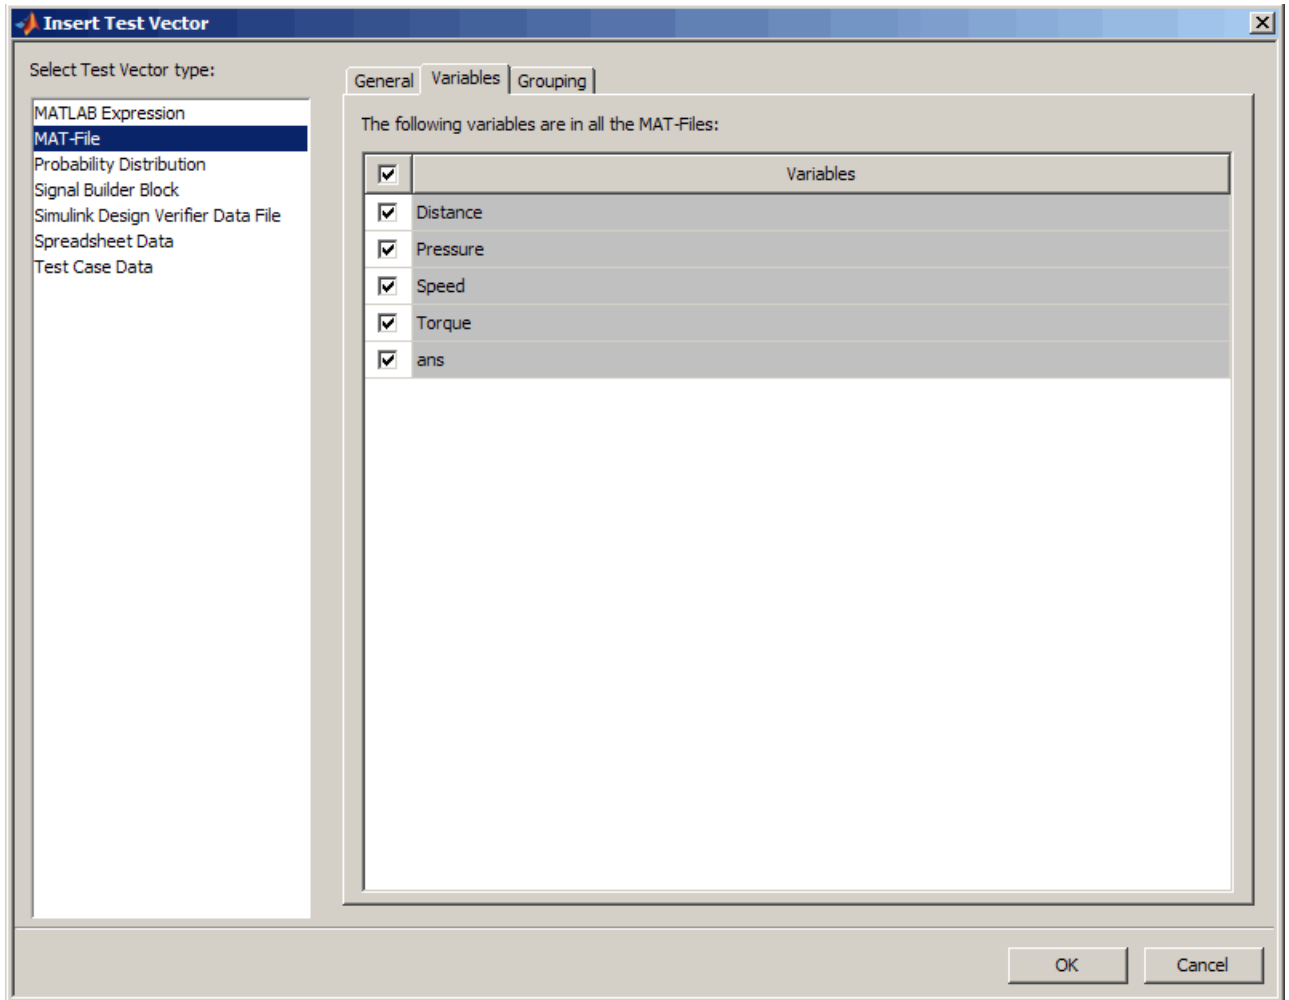 Insert Test Vector
Select Test Vector type:
MATLAB Expression
MAT-File
Probability Distribution
Signal Builder Block
Simulink Design Verifier Data File
Spreadsheet Data
Test Case Data
General Variables Grouping
The following variables are in all the MAT-Files:
Variables
Distance
Pressure
Speed
Torque
ans
OK Cancel